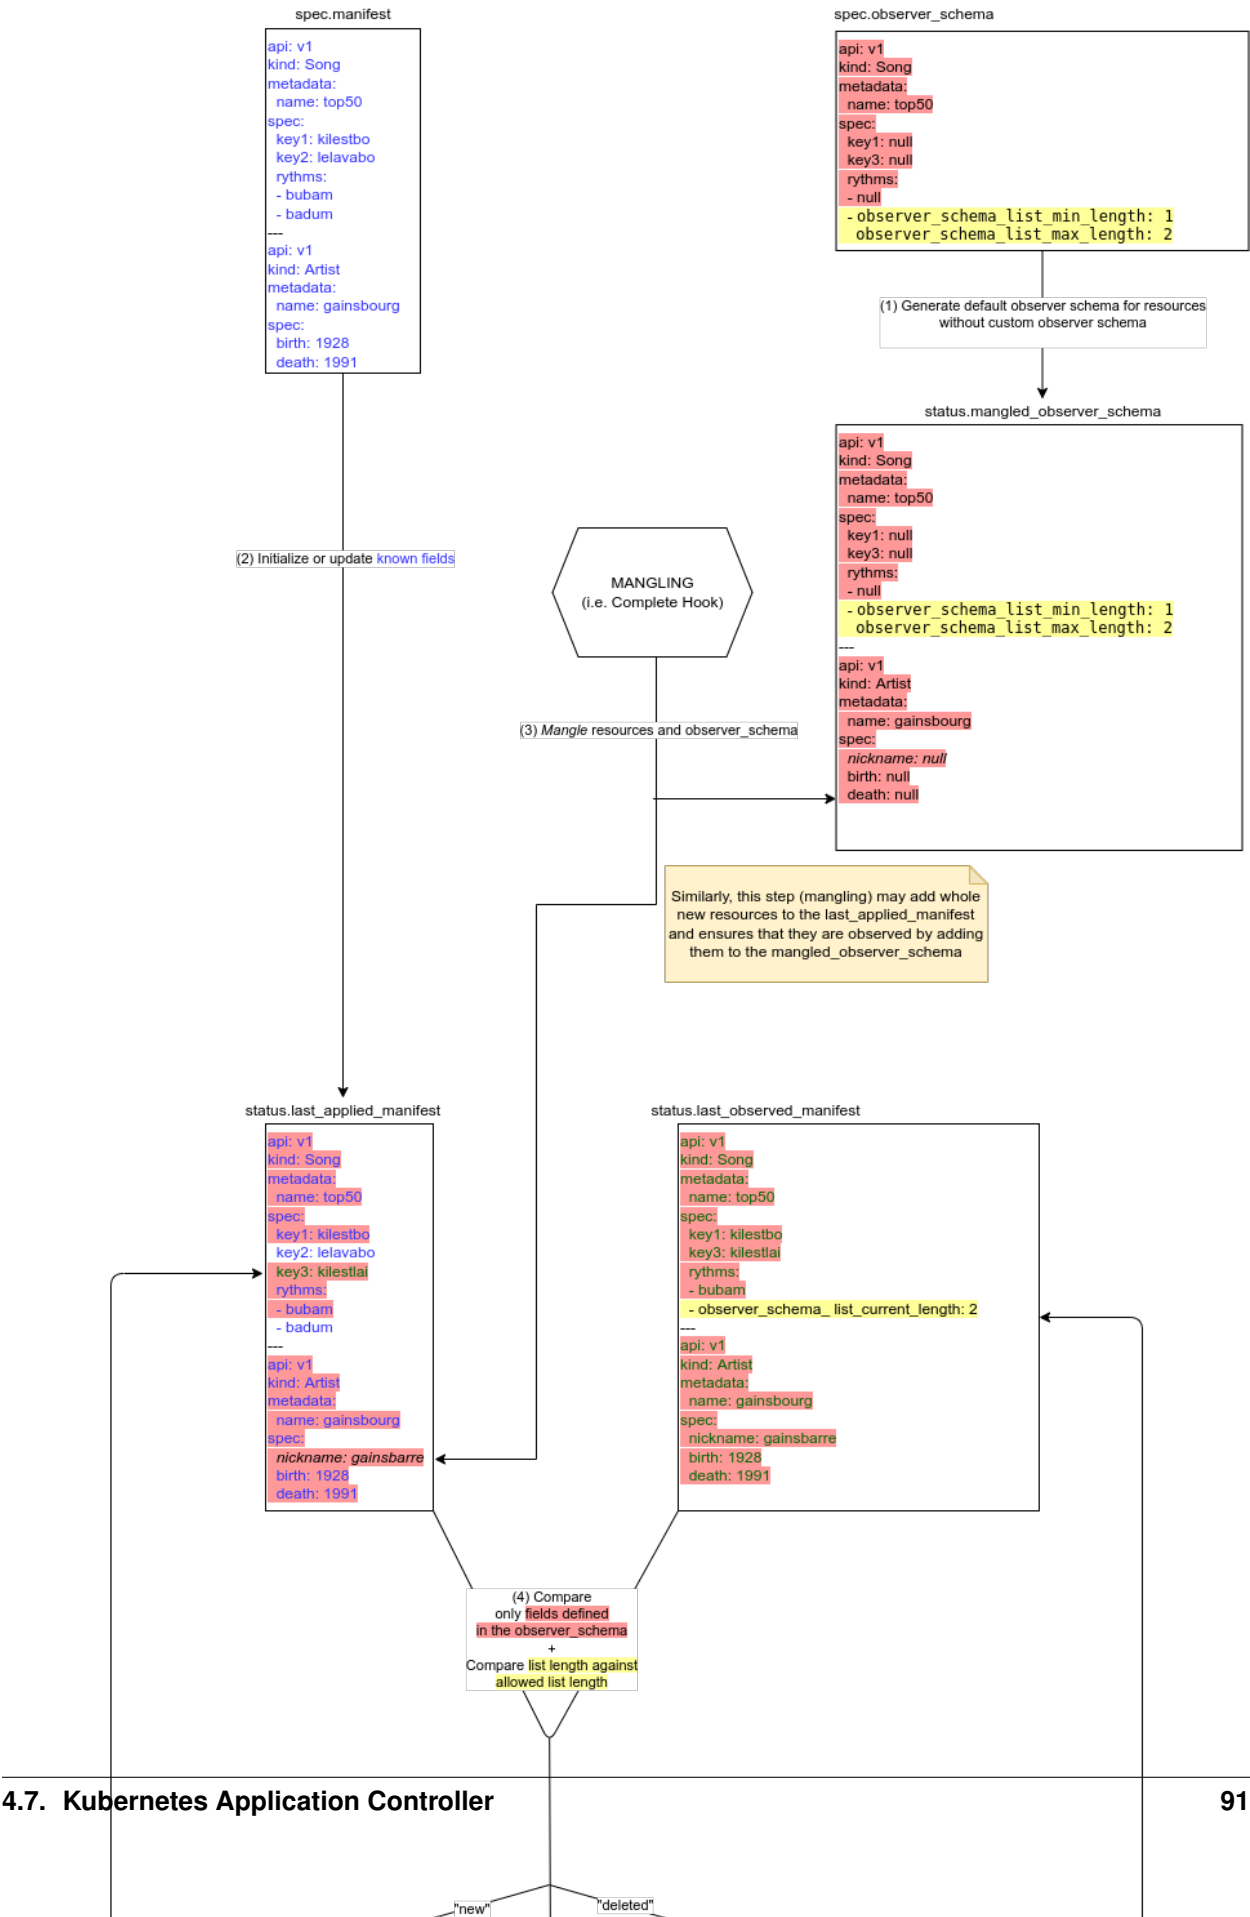 spec.manifest
api: v1
kind: Song
metadata:
name: top50
spec:
key1: kilestbo
key2: lelavabo
rythms:
- bubam
- badum
---
api: v1
kind: Artist
metadata:
name: gainsbourg
spec:
birth: 1928
death: 1991
spec.observer_schema
api: v1
kind: Song
metadata:
name: top50
spec:
key1: null
key3: null
rythms:
- null
- observer_schema_list_min_length: 1
observer_schema_list_max_length: 2
(1) Generate default observer schema for resources
without custom observer schema
status.mangled_observer_schema
api: v1
kind: Song
metadata:
name: top50
spec:
key1: null
key3: null
rythms:
- null
- observer_schema_list_min_length: 1
observer_schema_list_max_length: 2
---
api: v1
kind: Artist
metadata:
name: gainsbourg
spec:
nickname: null
birth: null
death: null
(2) Initialize or update known fields
MANGLING
(i.e. Complete Hook)
(3) Mangle resources and observer_schema
Similarly, this step (mangling) may add whole
new resources to the last_applied_manifest
and ensures that they are observed by adding
them to the mangled_observer_schema
status.last_applied_manifest
api: v1
kind: Song
metadata:
name: top50
spec:
key1: kilestbo
key2: lelavabo
key3: kilestlai
rythms:
- bubam
- badum
---
api: v1
kind: Artist
metadata:
name: gainsbourg
spec:
nickname: gainsbarre
birth: 1928
death: 1991
status.last_observed_manifest
api: v1
kind: Song
metadata:
name: top50
spec:
key1: kilestbo
key3: kilestlai
rythms:
- bubam
- observer_schema_ list_current_length: 2
---
api: v1
kind: Artist
metadata:
name: gainsbourg
spec:
nickname: gainsbarre
birth: 1928
death: 1991
(4) Compare
only fields defined
in the observer_schema
+
Compare list length against
allowed list length
4.7. Kubernetes Application Controller 91
"new"
"deleted"